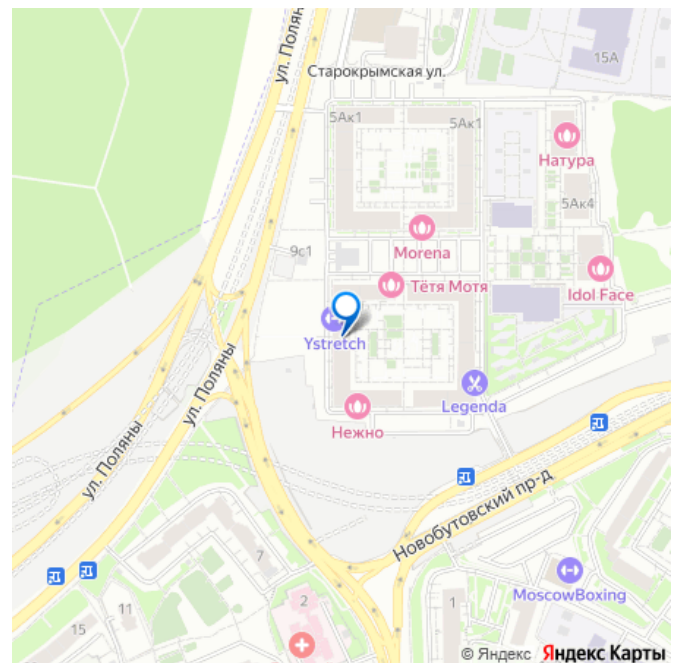 ул. Поляны
Старокрымская ул.
15А
5Ак1
5Ак1
Натура
5Ак4
Morena
9с1
Тётя Мотя
Idol Face
Ystretch
ул. Поляны
Legenda
Нежно
ул. Поляны
Новобутовский пр-д
7
MoscowBoxing
11
2
1
15
© Яндекс Яндекс Карты